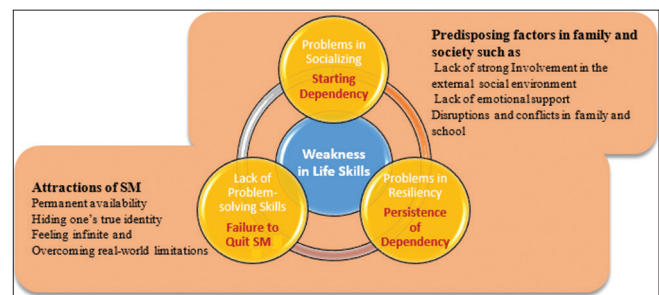 Problems in
Socializing
Starting
Dependency
Predisposing factors in family and
society such as
Lack of strong Involvement in the
external social environment
Lack of emotional support
Disruptions and conflicts in family and
school
Weakness
in Life Skills
Attractions of SM
Permanent availability
Hiding one's true identity
Feeling infinite and
Overcoming real-world limitations
Lack of
Problem-
solving Skills
Failure to
Quit SM
Problems in
Resiliency
Persistence
of
Dependency